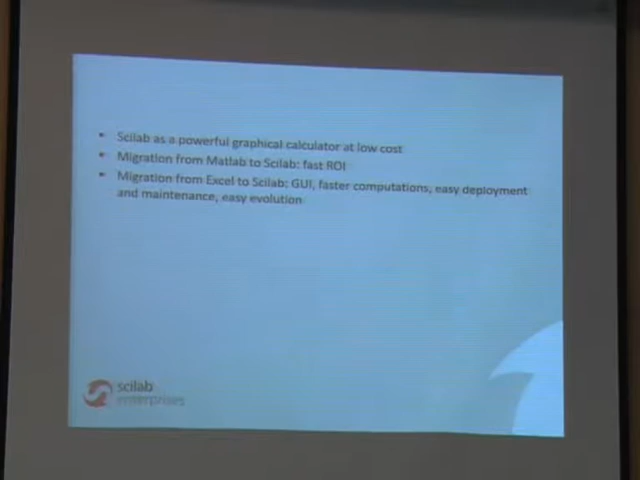 Scilab as a powerful graphical calculator at low cost
Migration from Matlab to Scilab: fast ROI
Migration from Excel to Scilab: GUI, faster computations, easy deployment
and maintenance, easy evolution
scilab
enterprises